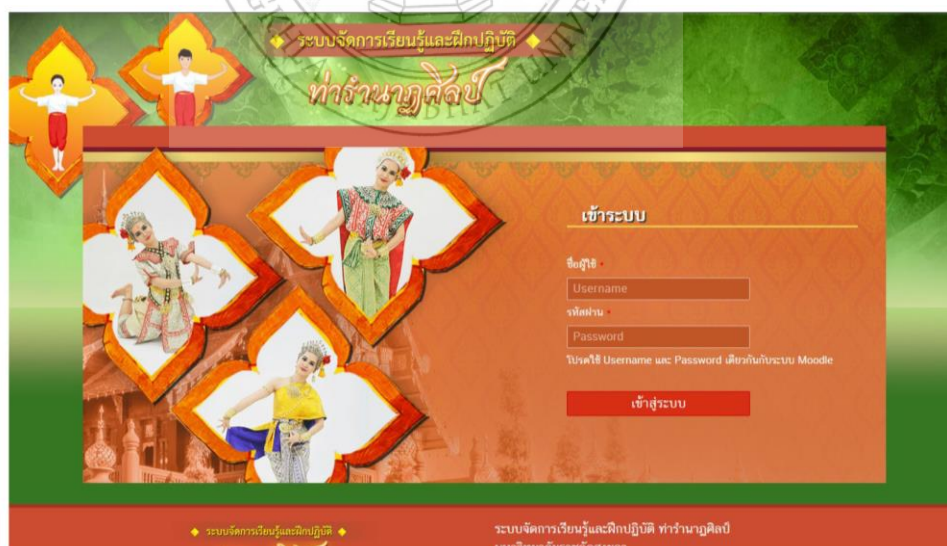 ระบบจัดการเรียนรู้และฝึกปฏิบัติ
ท่ารำนาฏศิลป์
เข้าระบบ
ชื่อผู้ใช้ •
Username
รหัสผ่าน •
Password
โปรดใช้ Username และ Password เดียวกันกับระบบ Moodle
เข้าสู่ระบบ
ระบบจัดการเรียนรู้และฝึกปฏิบัติ
ระบบจัดการเรียนรู้และฝึกปฏิบัติ ท่ารำนาฏศิลป์